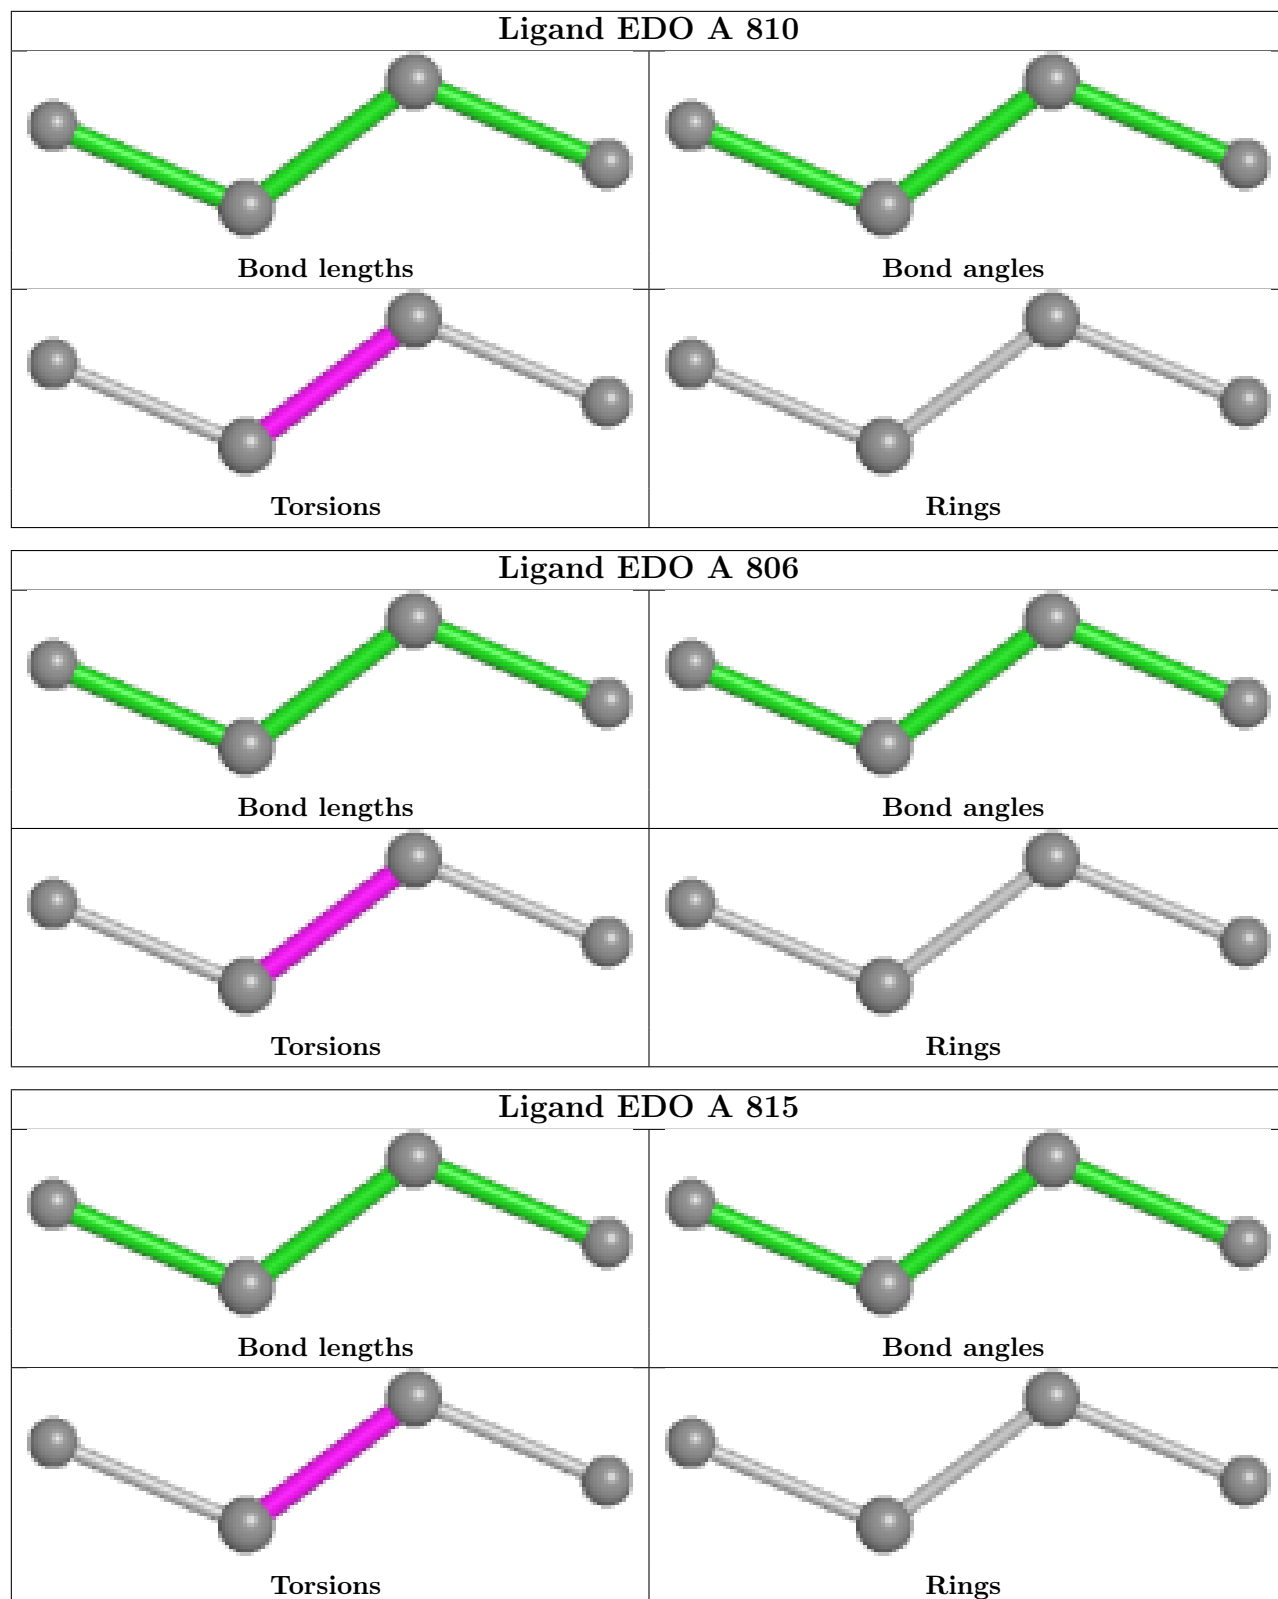 Ligand EDO A 810
Bond lengths
Bond angles
Torsions
Rings
Ligand EDO A 806
Bond lengths
Bond angles
Torsions
Rings
Ligand EDO A 815
Bond lengths
Bond angles
Torsions
Rings